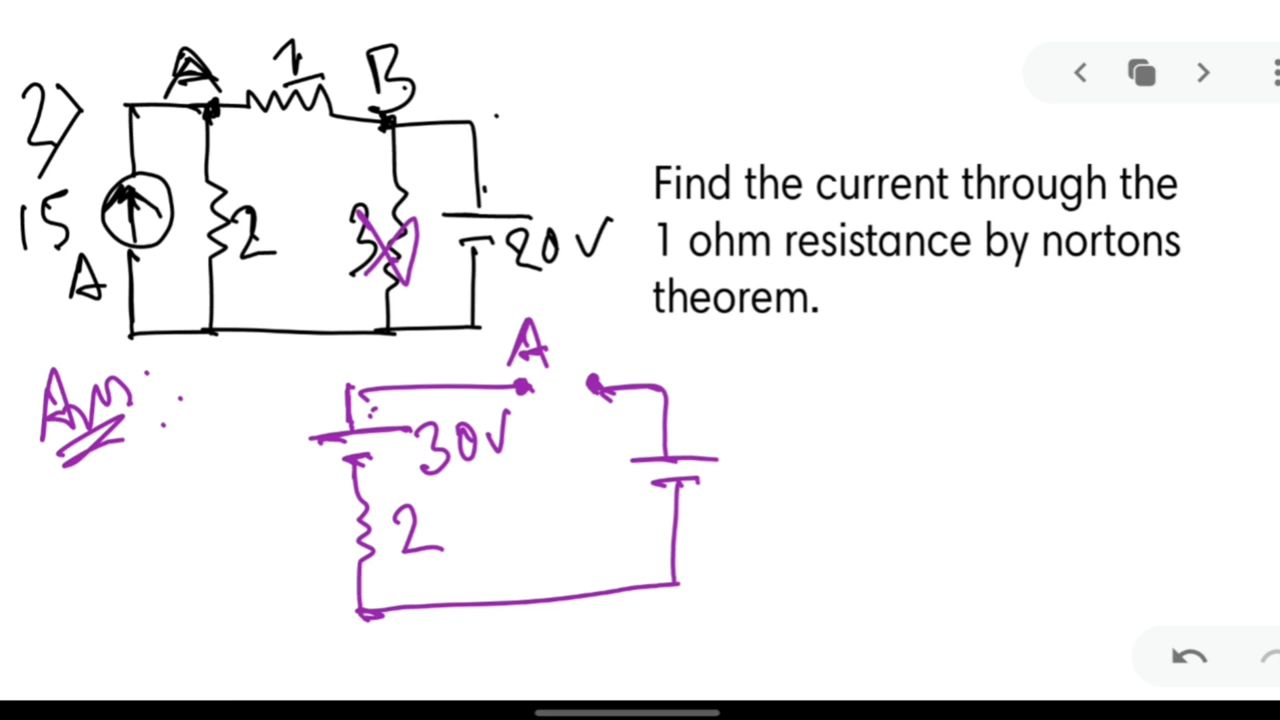 2)
A
1
B
15
A
2
3
20V
Find the current through the
1 ohm resistance by nortons
theorem.
Ans:
A
30V
2